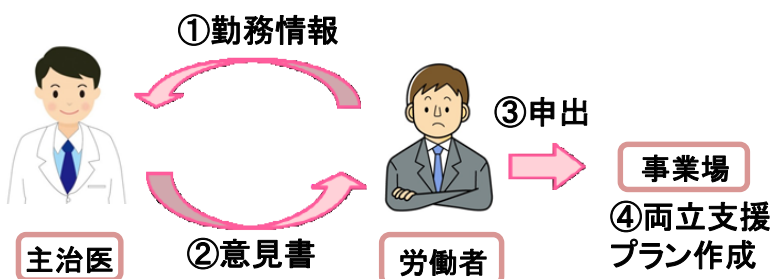 ①勤務情報
③申出
事業場
④両立支援
プラン作成
②意見書
主治医
労働者